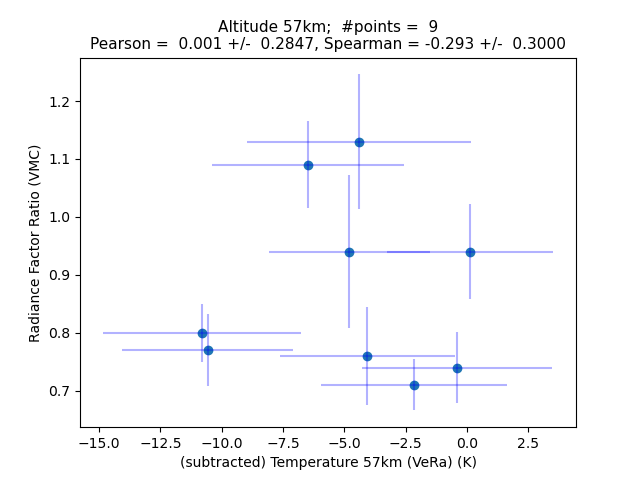 Altitude 57km;  #points =  9
Pearson =  0.001 +/-  0.2847, Spearman = -0.293 +/-  0.3000
1.2
1.1
1.0
0.9
0.8
0.7
Radiance Factor Ratio (VMC)
−15.0 −12.5 −10.0 −7.5 −5.0 −2.5 0.0 2.5
(subtracted) Temperature 57km (VeRa) (K)